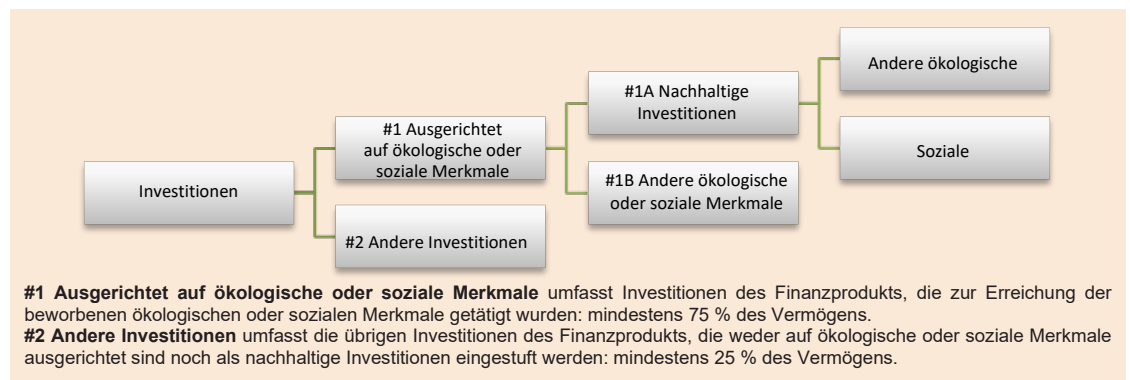 Andere ökologische
#1A Nachhaltige
Investitionen
#1 Ausgerichtet
auf ökologische oder
soziale Merkmale
Soziale
Investitionen
#1B Andere ökologische
oder soziale Merkmale
#2 Andere Investitionen
#1 Ausgerichtet auf ökologische oder soziale Merkmale umfasst Investitionen des Finanzprodukts, die zur Erreichung der
beworbenen ökologischen oder sozialen Merkmale getätigt wurden: mindestens 75 % des Vermögens.
#2 Andere Investitionen umfasst die übrigen Investitionen des Finanzprodukts, die weder auf ökologische oder soziale Merkmale
ausgerichtet sind noch als nachhaltige Investitionen eingestuft werden: mindestens 25 % des Vermögens.